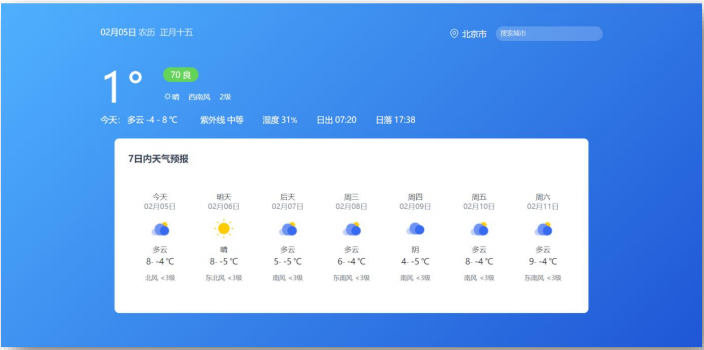 02月05日 农历 正月十五
北京市 搜索城市
1°
70 良
晴 西南风 2级
今天： 多云 -4 - 8 ℃ 紫外线 中等 湿度 31% 日出 07:20 日落 17:38
7日内天气预报
今天 明天 后天 周三 周四 周五 周六
02月05日 02月06日 02月07日 02月08日 02月09日 02月10日 02月11日
多云 晴 多云 多云 阴 多云 多云
8- -4 ℃ 8- -5 ℃ 5- -5 ℃ 6- -4 ℃ 4- -5 ℃ 8- -4 ℃ 9- -4 ℃
北风 <3级 东北风 <3级 南风 <3级 东南风 <3级 南风 <3级 南风 <3级 东南风 <3级